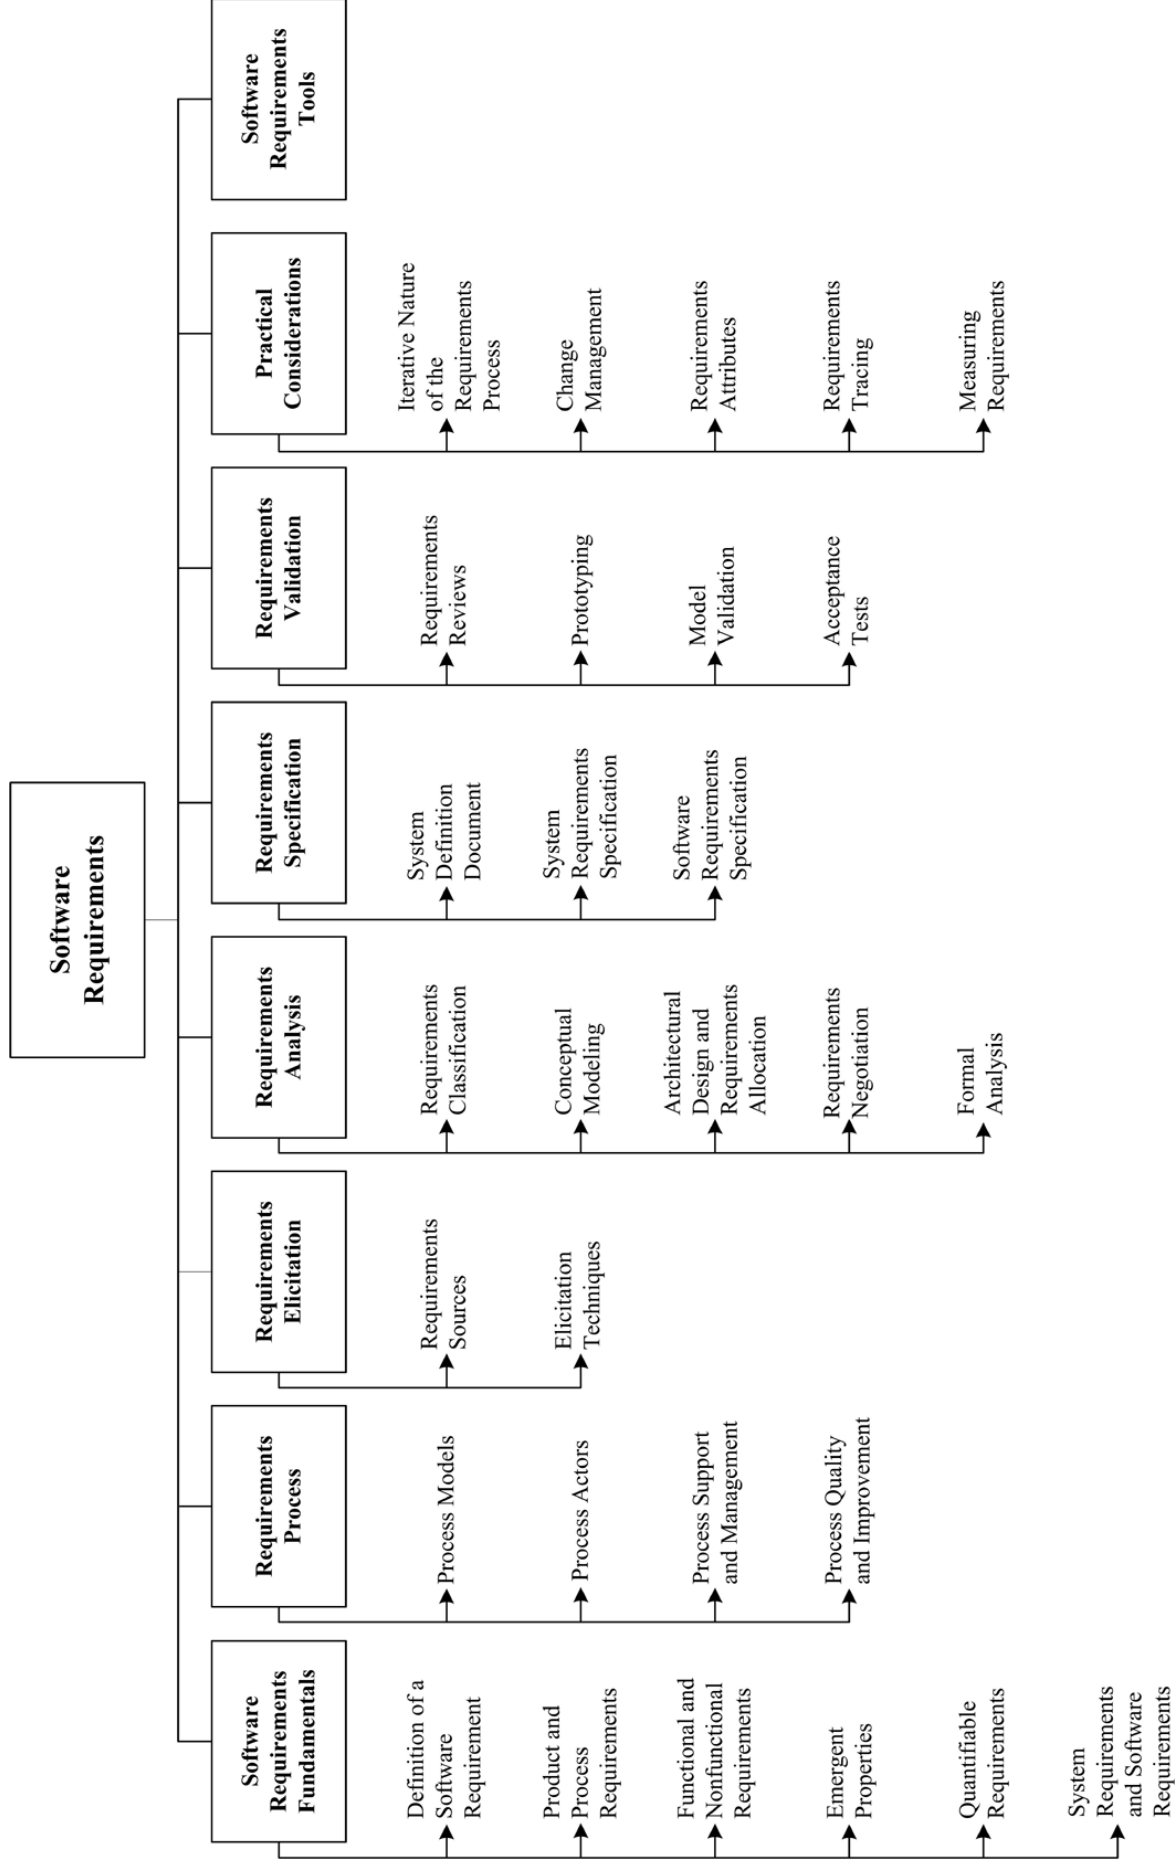 Software
Requirements
Software
Requirements
Fundamentals
Definition of a
Software
Requirement
Product and
Process
Requirements
Functional and
Nonfunctional
Requirements
Emergent
Properties
Quantifiable
Requirements
System
Requirements
and Software
Requirements
Requirements
Process
Process Models
Process Actors
Process Support
and Management
Process Quality
and Improvement
Requirements
Elicitation
Requirements
Sources
Elicitation
Techniques
Requirements
Analysis
Requirements
Classification
Conceptual
Modeling
Architectural
Design and
Requirements
Allocation
Requirements
Negotiation
Formal
Analysis
Requirements
Specification
System
Definition
Document
System
Requirements
Specification
Software
Requirements
Specification
Requirements
Validation
Requirements
Reviews
Prototyping
Model
Validation
Acceptance
Tests
Practical
Considerations
Iterative Nature
of the
Requirements
Process
Change
Management
Requirements
Attributes
Requirements
Tracing
Measuring
Requirements
Software
Requirements
Tools